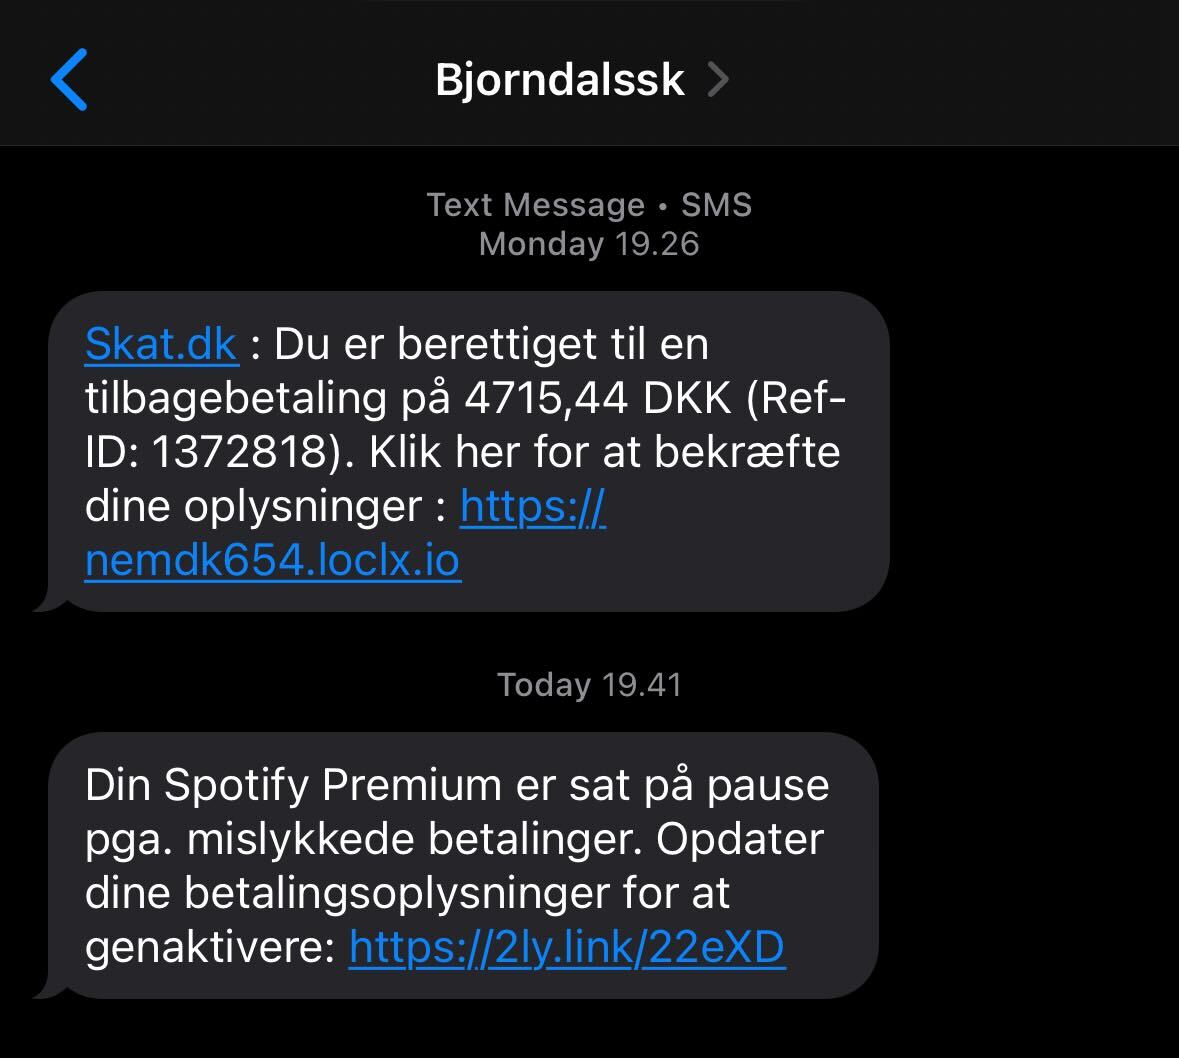 Bjorndalssk
Text Message • SMS
Monday 19.26
Skat.dk : Du er berettiget til en
tilbagebetaling på 4715,44 DKK (Ref-
ID: 1372818). Klik her for at bekræfte
dine oplysninger : https://
nemdk654.loclx.io
Today 19.41
Din Spotify Premium er sat på pause
pga. mislykkede betalinger. Opdater
dine betalingsoplysninger for at
genaktivere: https://2ly.link/22eXD